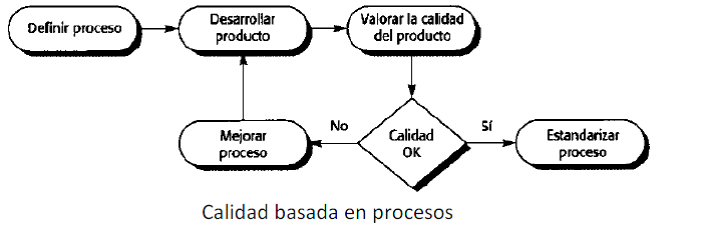 Definir proceso
Desarrollar
producto
Valorar la calidad
del producto
Mejorar
proceso
No
Calidad
OK
Sí
Estandarizar
proceso
Calidad basada en procesos